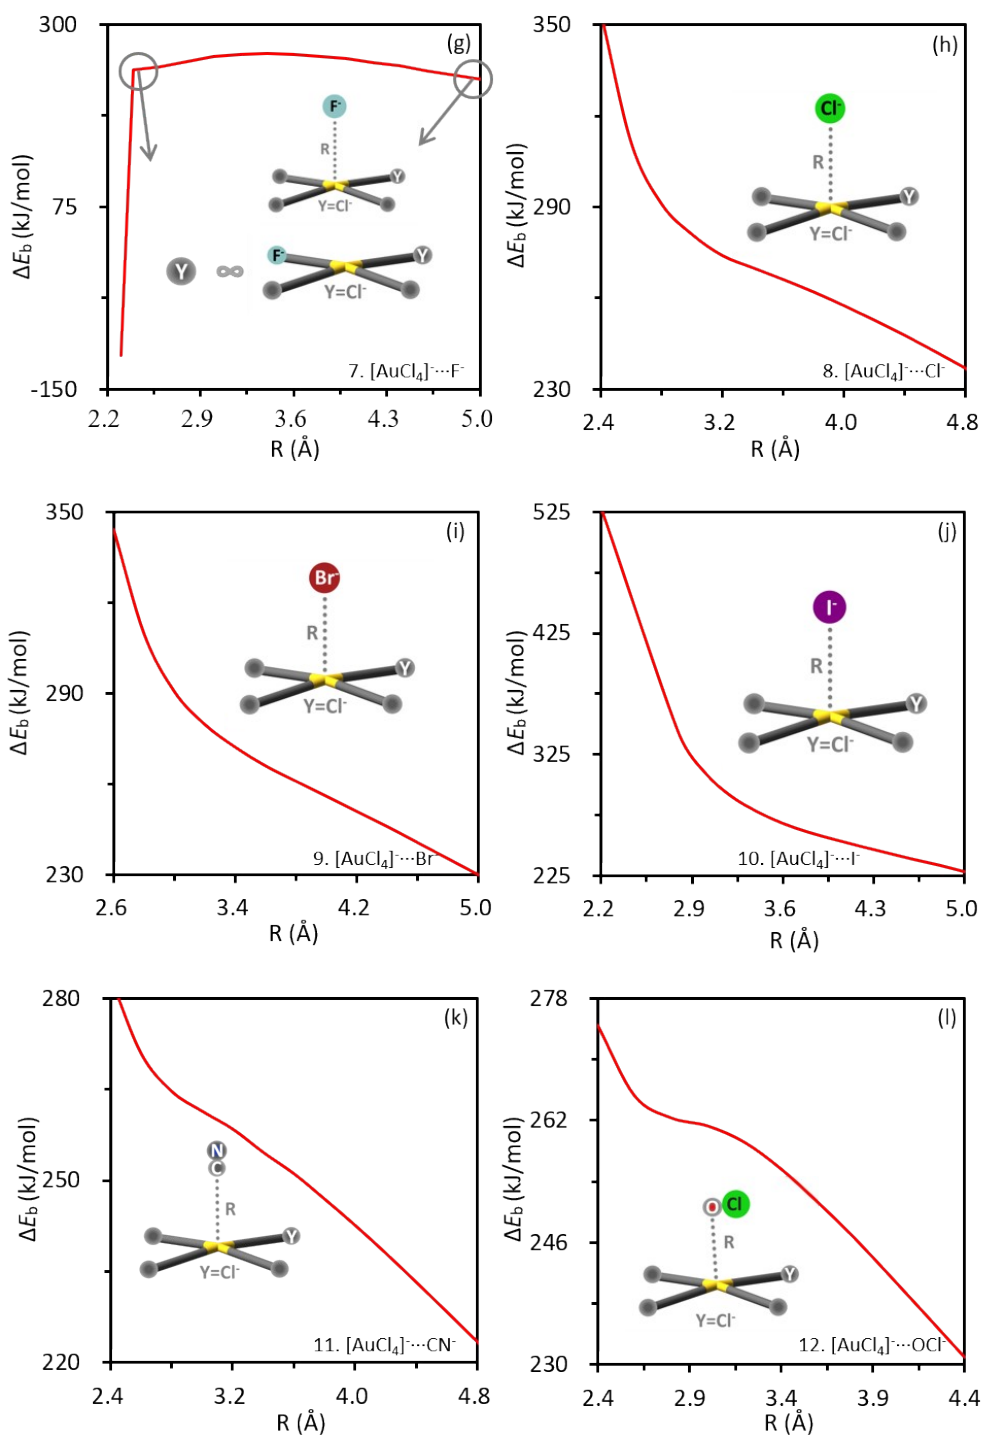 (g)
300
75
-150
ΔEb (kJ/mol)
F-
R
Y
Y=Cl-
Y
∞
F-
Y
Y=Cl-
7. [AuCl4]-···F-
2.2 2.9 3.6 4.3 5.0
R (Å)
(h)
350
290
230
ΔEb (kJ/mol)
Cl-
R
Y
Y=Cl-
8. [AuCl4]-···Cl-
2.4 3.2 4.0 4.8
R (Å)
(i)
350
290
230
ΔEb (kJ/mol)
Br-
R
Y
Y=Cl-
9. [AuCl4]-···Br-
2.6 3.4 4.2 5.0
R (Å)
(j)
525
425
325
225
ΔEb (kJ/mol)
I-
R
Y
Y=Cl-
10. [AuCl4]-···I-
2.2 2.9 3.6 4.3 5.0
R (Å)
(k)
280
250
220
ΔEb (kJ/mol)
N
C
R
Y
Y=Cl-
11. [AuCl4]-···CN-
2.4 3.2 4.0 4.8
R (Å)
(l)
278
262
246
230
ΔEb (kJ/mol)
O Cl
R
Y
Y=Cl-
12. [AuCl4]-···OCl-
2.4 2.9 3.4 3.9 4.4
R (Å)